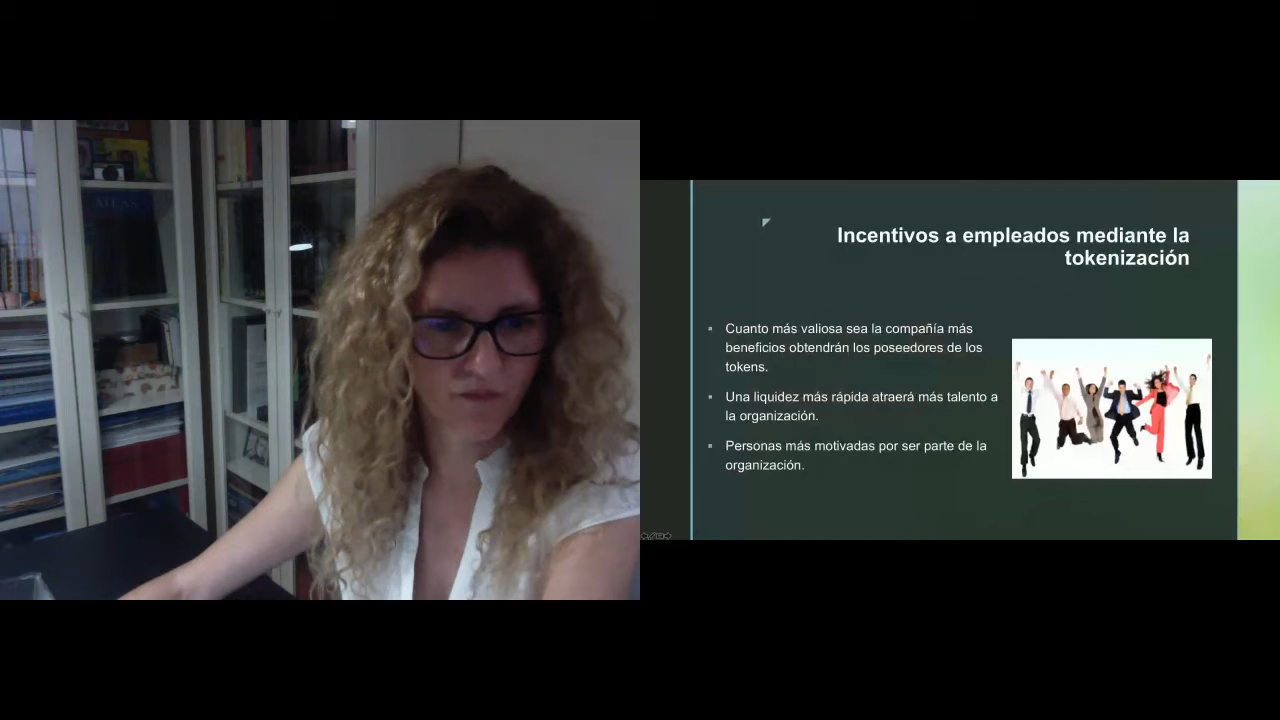 ATLAS
Incentivos a empleados mediante la
tokenización
Cuanto más valiosa sea la compañía más
beneficios obtendrán los poseedores de los
tokens.
Una liquidez más rápida atraerá más talento a
la organización.
Personas más motivadas por ser parte de la
organización.